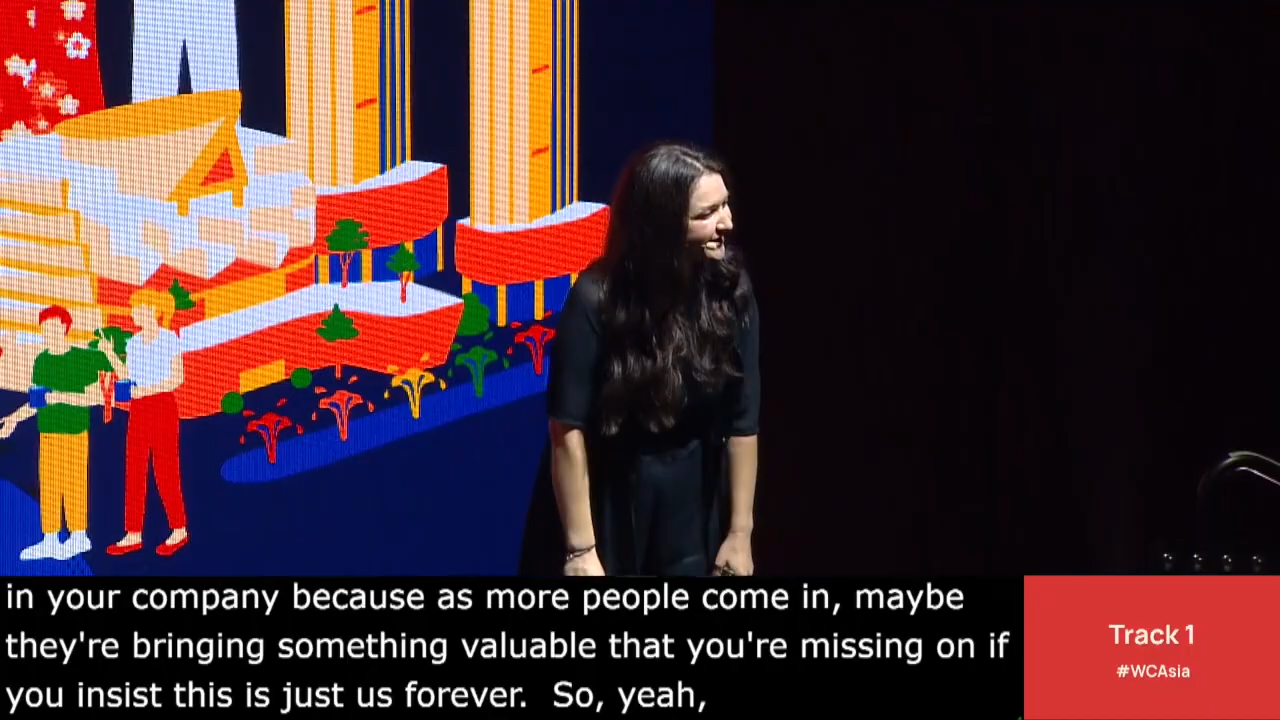 in your company because as more people come in, maybe
they're bringing something valuable that you're missing on if
you insist this is just us forever.  So, yeah,
Track 1
#WCAsia